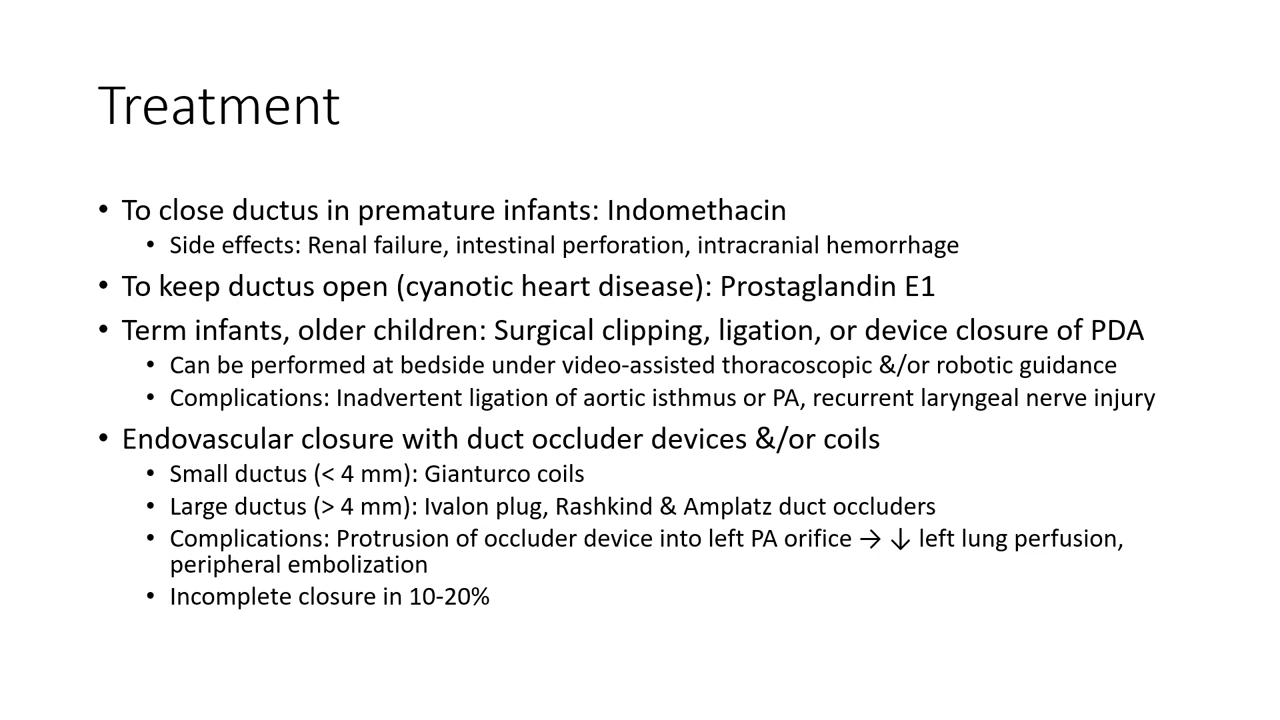 Treatment
• To close ductus in premature infants: Indomethacin
• Side effects: Renal failure, intestinal perforation, intracranial hemorrhage
• To keep ductus open (cyanotic heart disease): Prostaglandin E1
• Term infants, older children: Surgical clipping, ligation, or device closure of PDA
• Can be performed at bedside under video-assisted thoracoscopic &/or robotic guidance
• Complications: Inadvertent ligation of aortic isthmus or PA, recurrent laryngeal nerve injury
• Endovascular closure with duct occluder devices &/or coils
• Small ductus (< 4 mm): Gianturco coils
• Large ductus (> 4 mm): Ivalon plug, Rashkind & Amplatz duct occluders
• Complications: Protrusion of occluder device into left PA orifice → ↓ left lung perfusion,
peripheral embolization
• Incomplete closure in 10-20%